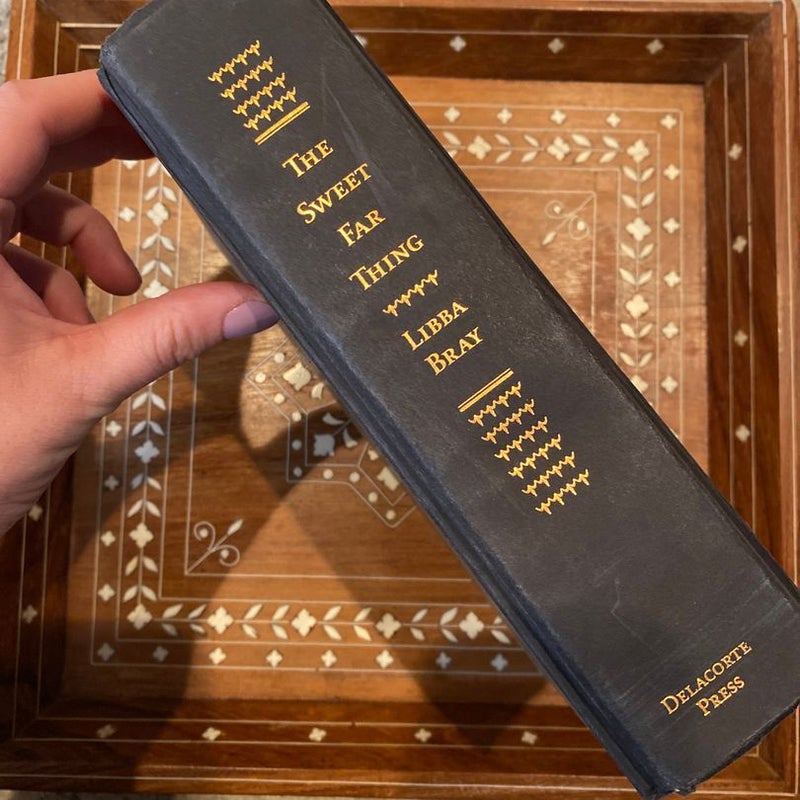 The
Sweet
Far
Thing
Libba
Bray
Delacorte
Press